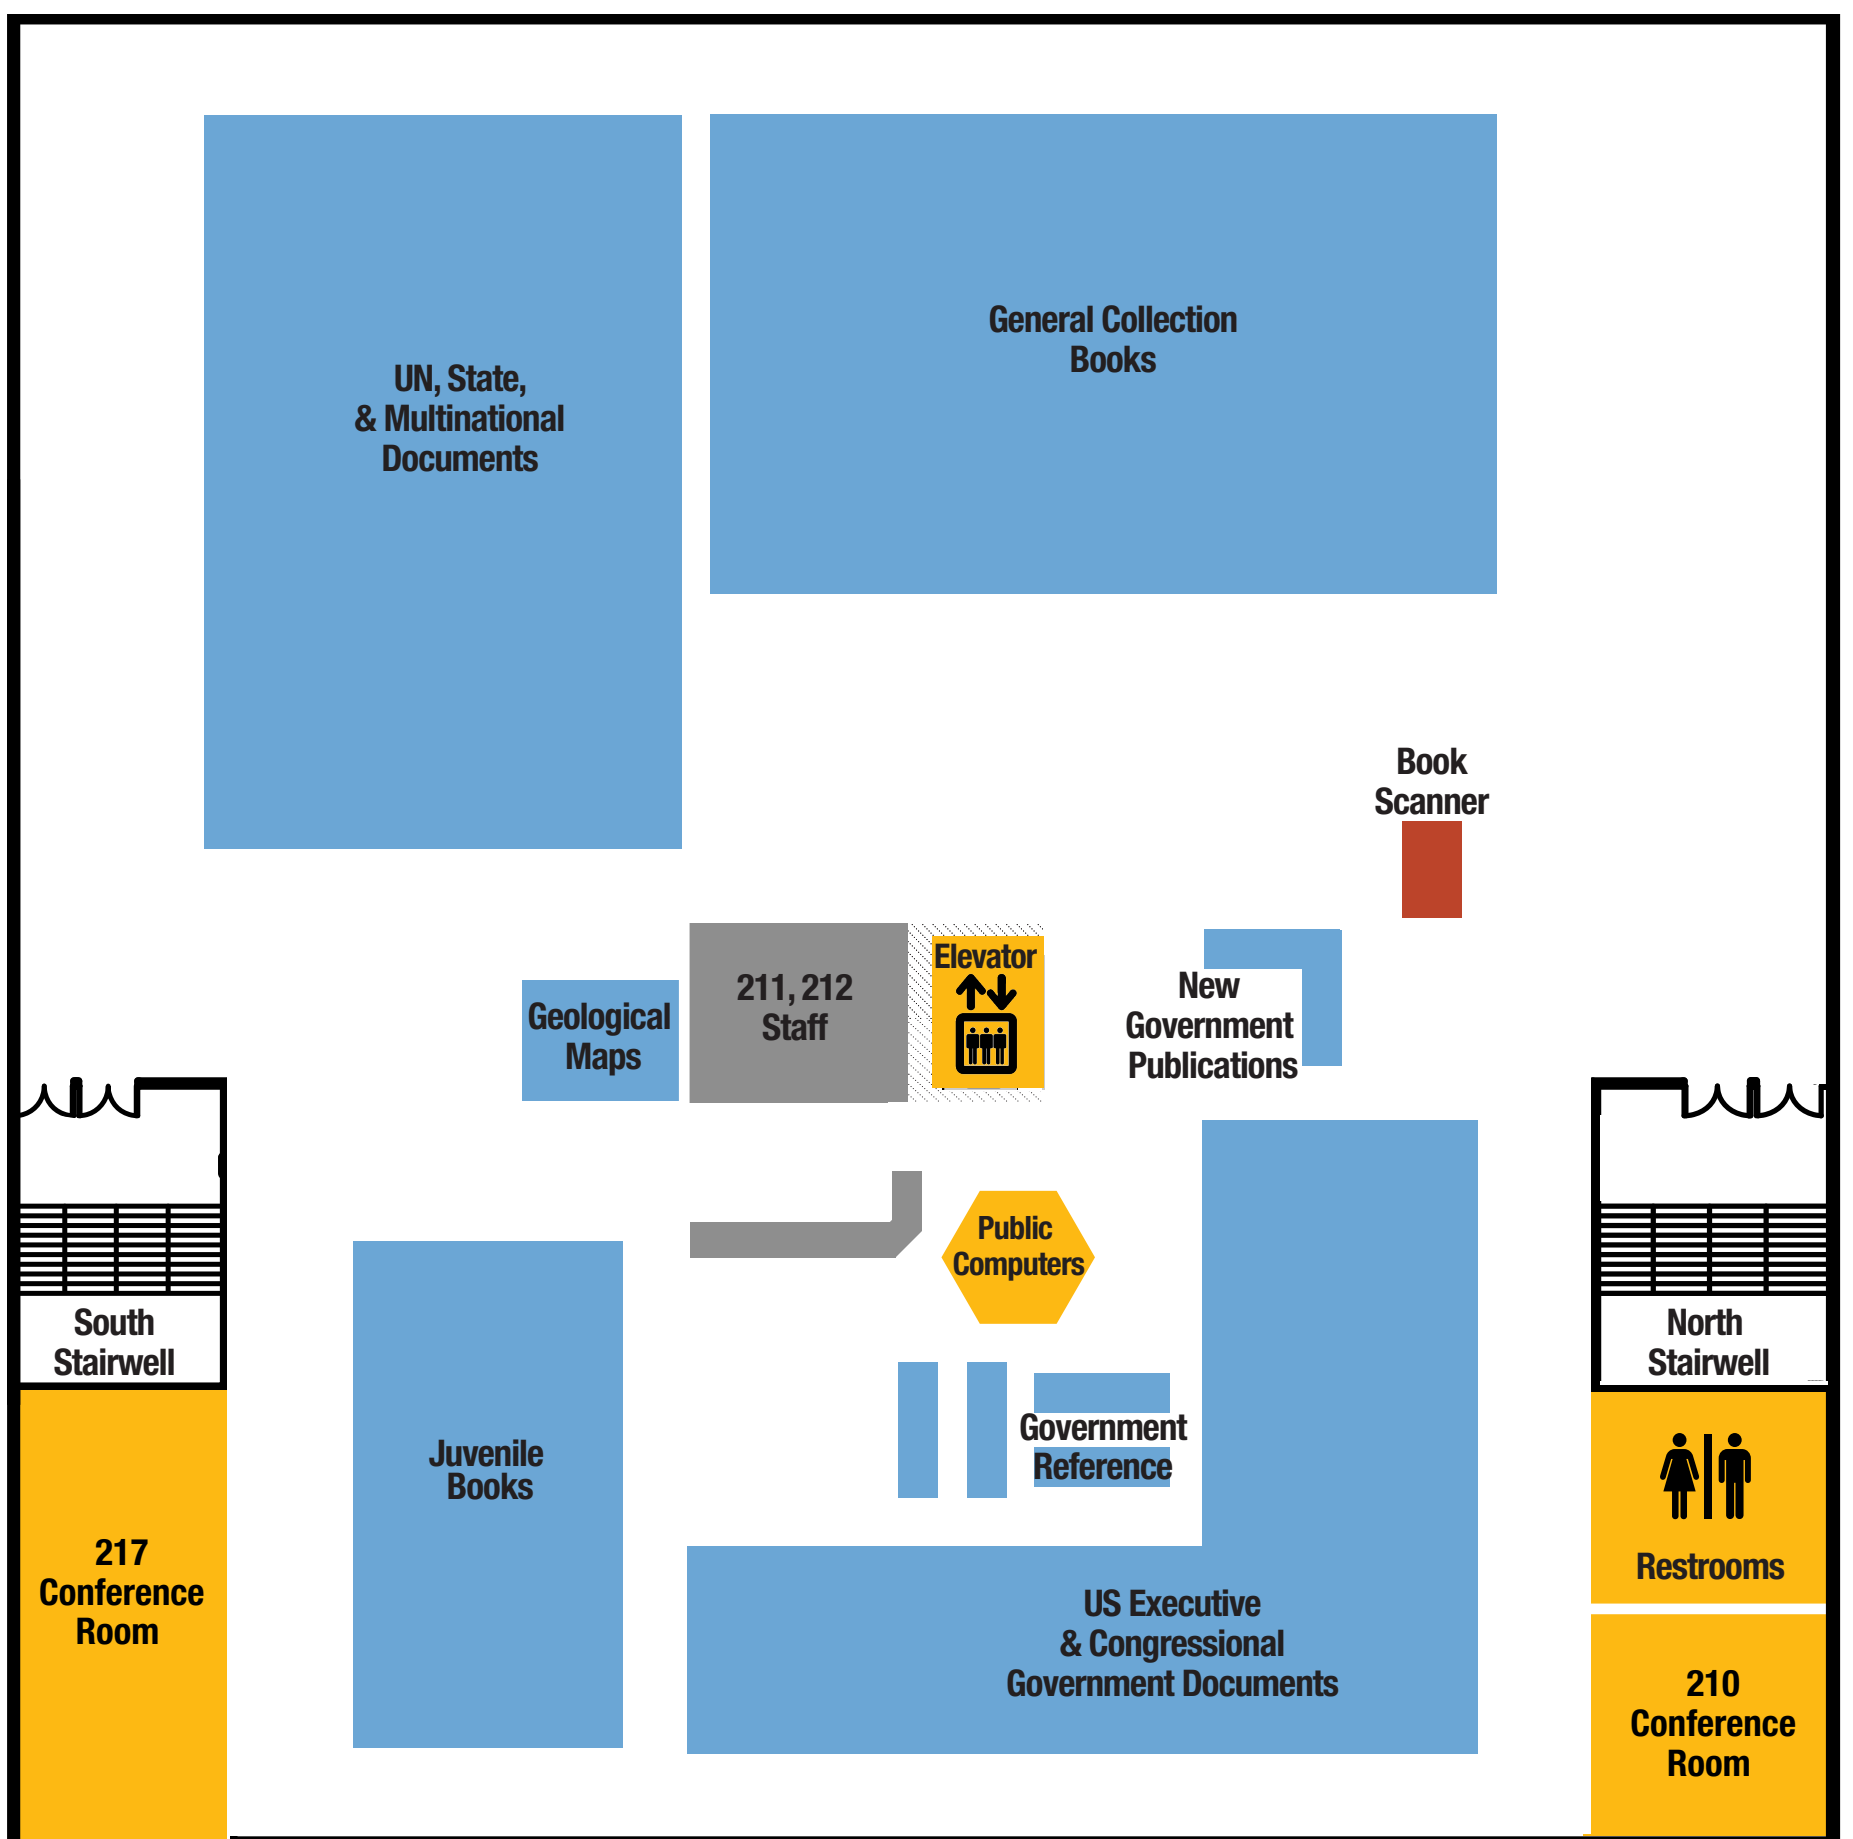 General Collection
Books
UN, State,
& Multinational
Documents
Book
Scanner
Elevator
211, 212
Staff
New
Government
Publications
Geological
Maps
Public
Computers
South
Stairwell
North
Stairwell
Government
Reference
Juvenile
Books
217
Conference
Room
Restrooms
US Executive
& Congressional
Government Documents
210
Conference
Room